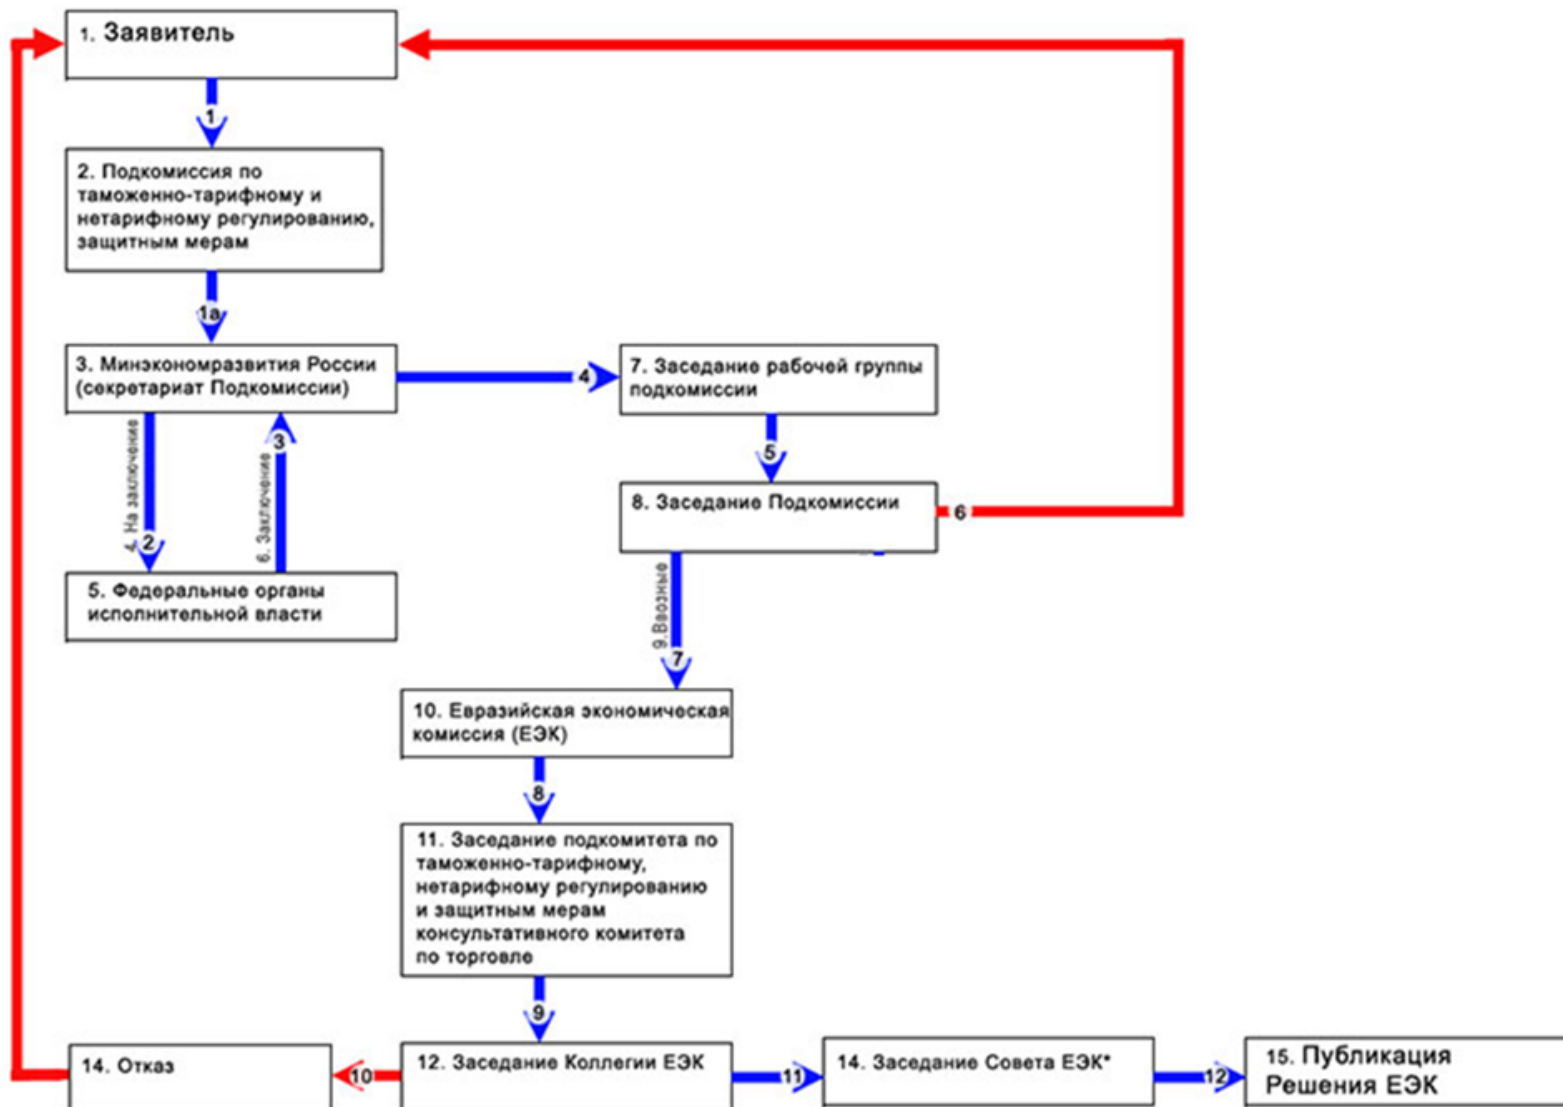 1. Заявитель
1
2. Подкомиссия по
таможенно-тарифному и
нетарифному регулированию,
защитным мерам
1а
3. Минэкономразвития России
(секретариат Подкомиссии)
4
7. Заседание рабочей группы
подкомиссии
4. На заключение
2
6. Заключение
3
5
8. Заседание Подкомиссии
6
5. Федеральные органы
исполнительной власти
9.Ввозные
7
10. Евразийская экономическая
комиссия (ЕЭК)
8
11. Заседание подкомитета по
таможенно-тарифному,
нетарифному регулированию
и защитным мерам
консультативного комитета
по торговле
9
14. Отказ
10
12. Заседание Коллегии ЕЭК
11
14. Заседание Совета ЕЭК*
12
15. Публикация
Решения ЕЭК